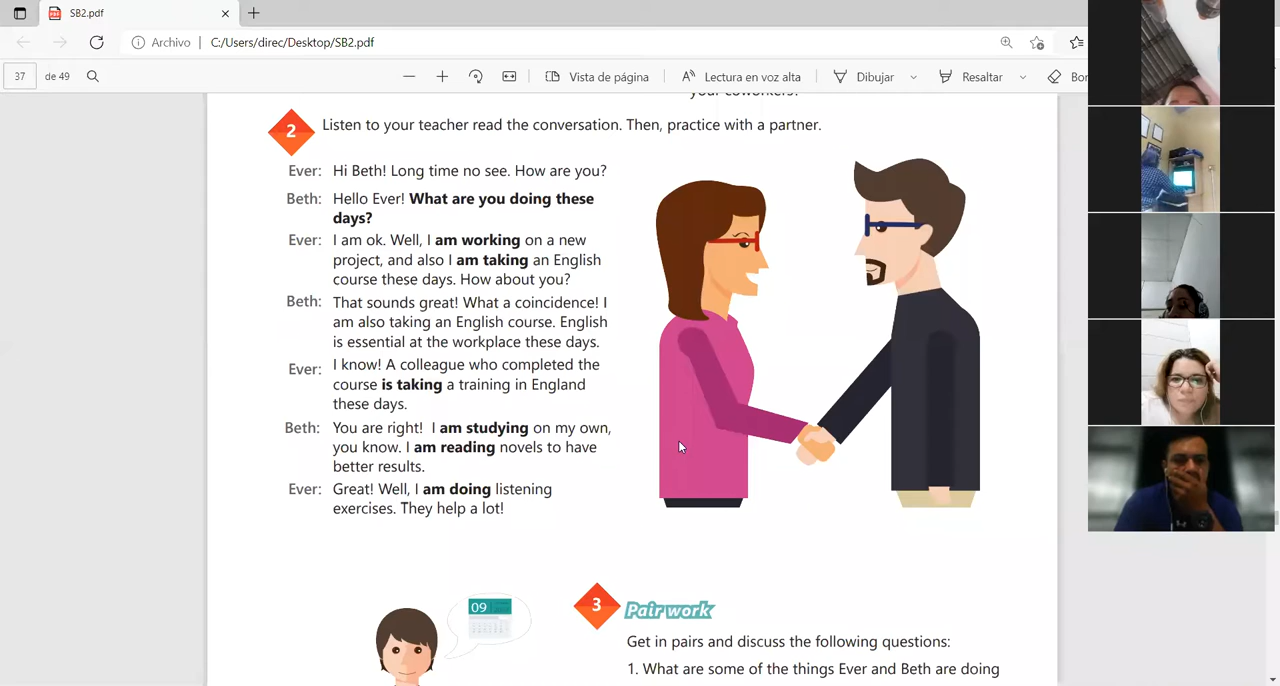 SB2.pdf
Archivo C:/Users/direc/Desktop/SB2.pdf
37 de 49 Vista de página Lectura en voz alta Dibujar Resaltar
your coworkers?
2 Listen to your teacher read the conversation. Then, practice with a partner.
Ever: Hi Beth! Long time no see. How are you?
Beth: Hello Ever! What are you doing these
days?
Ever: I am ok. Well, I am working on a new
project, and also I am taking an English
course these days. How about you?
Beth: That sounds great! What a coincidence! I
am also taking an English course. English
is essential at the workplace these days.
Ever: I know! A colleague who completed the
course is taking a training in England
these days.
Beth: You are right! I am studying on my own,
you know. I am reading novels to have
better results.
Ever: Great! Well, I am doing listening
exercises. They help a lot!
09
3 Pair work
Get in pairs and discuss the following questions:
1. What are some of the things Ever and Beth are doing